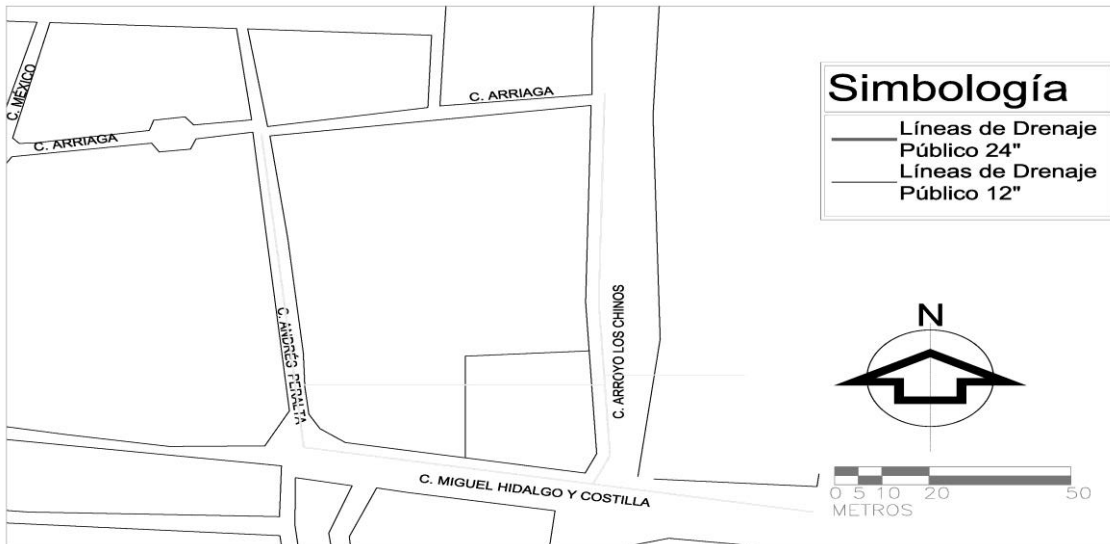 C. MÉXICO
C. ARRIAGA
C. ARRIAGA
C. ANDRÉS PERALTA
C. ARROYO LOS CHINOS
C. MIGUEL HIDALGO Y COSTILLA
Simbología
Líneas de Drenaje
Público 24"
Líneas de Drenaje
Público 12"
N
0 5 10 20 50
METROS